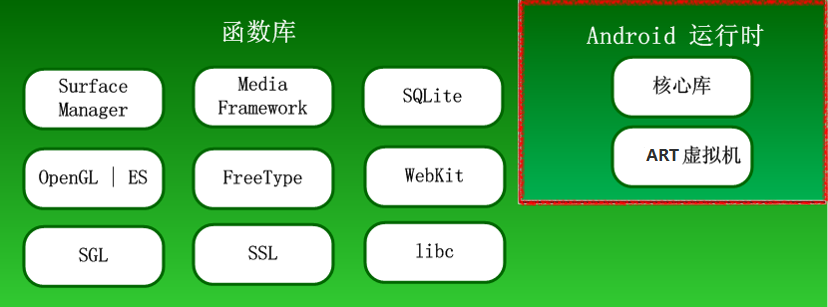 函数库
Surface
Manager
Media
Framework
SQLite
OpenGL | ES
FreeType
WebKit
SGL
SSL
libc
Android 运行时
核心库
ART 虚拟机